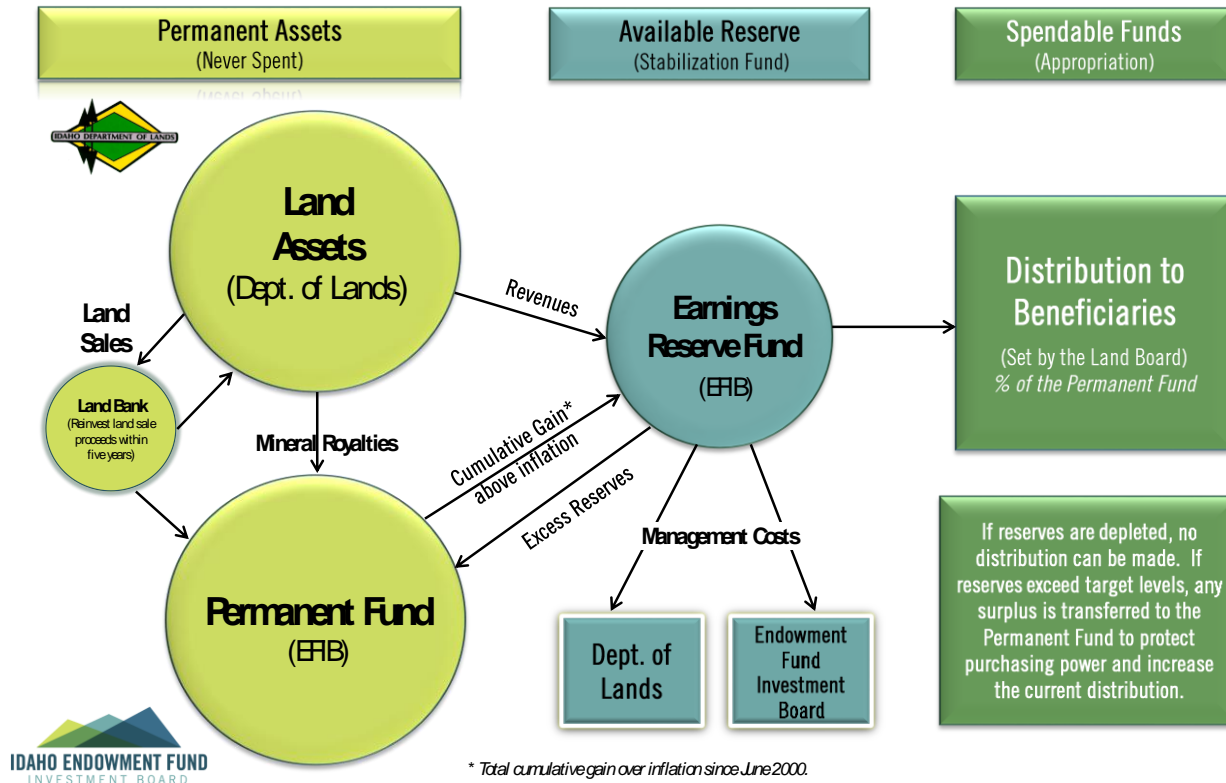 Permanent Assets
(Never Spent)
Available Reserve
(Stabilization Fund)
Spendable Funds
(Appropriation)
IDAHO DEPARTMENT OF LANDS
Land
Assets
(Dept. of Lands)
Land
Sales
Land Bank
(Reinvest land sale
proceeds within
five years)
Revenues
Mineral Royalties
Earnings
Reserve Fund
(EFIB)
Cumulative Gain*
above inflation
Excess Reserves
Permanent Fund
(EFIB)
Management Costs
Dept. of
Lands
Endowment
Fund
Investment
Board
Distribution to
Beneficiaries
(Set by the Land Board)
% of the Permanent Fund
If reserves are depleted, no
distribution can be made. If
reserves exceed target levels, any
surplus is transferred to the
Permanent Fund to protect
purchasing power and increase
the current distribution.
IDAHO ENDOWMENT FUND
INVESTMENT BOARD
* Total cumulative gain over inflation since June 2000.